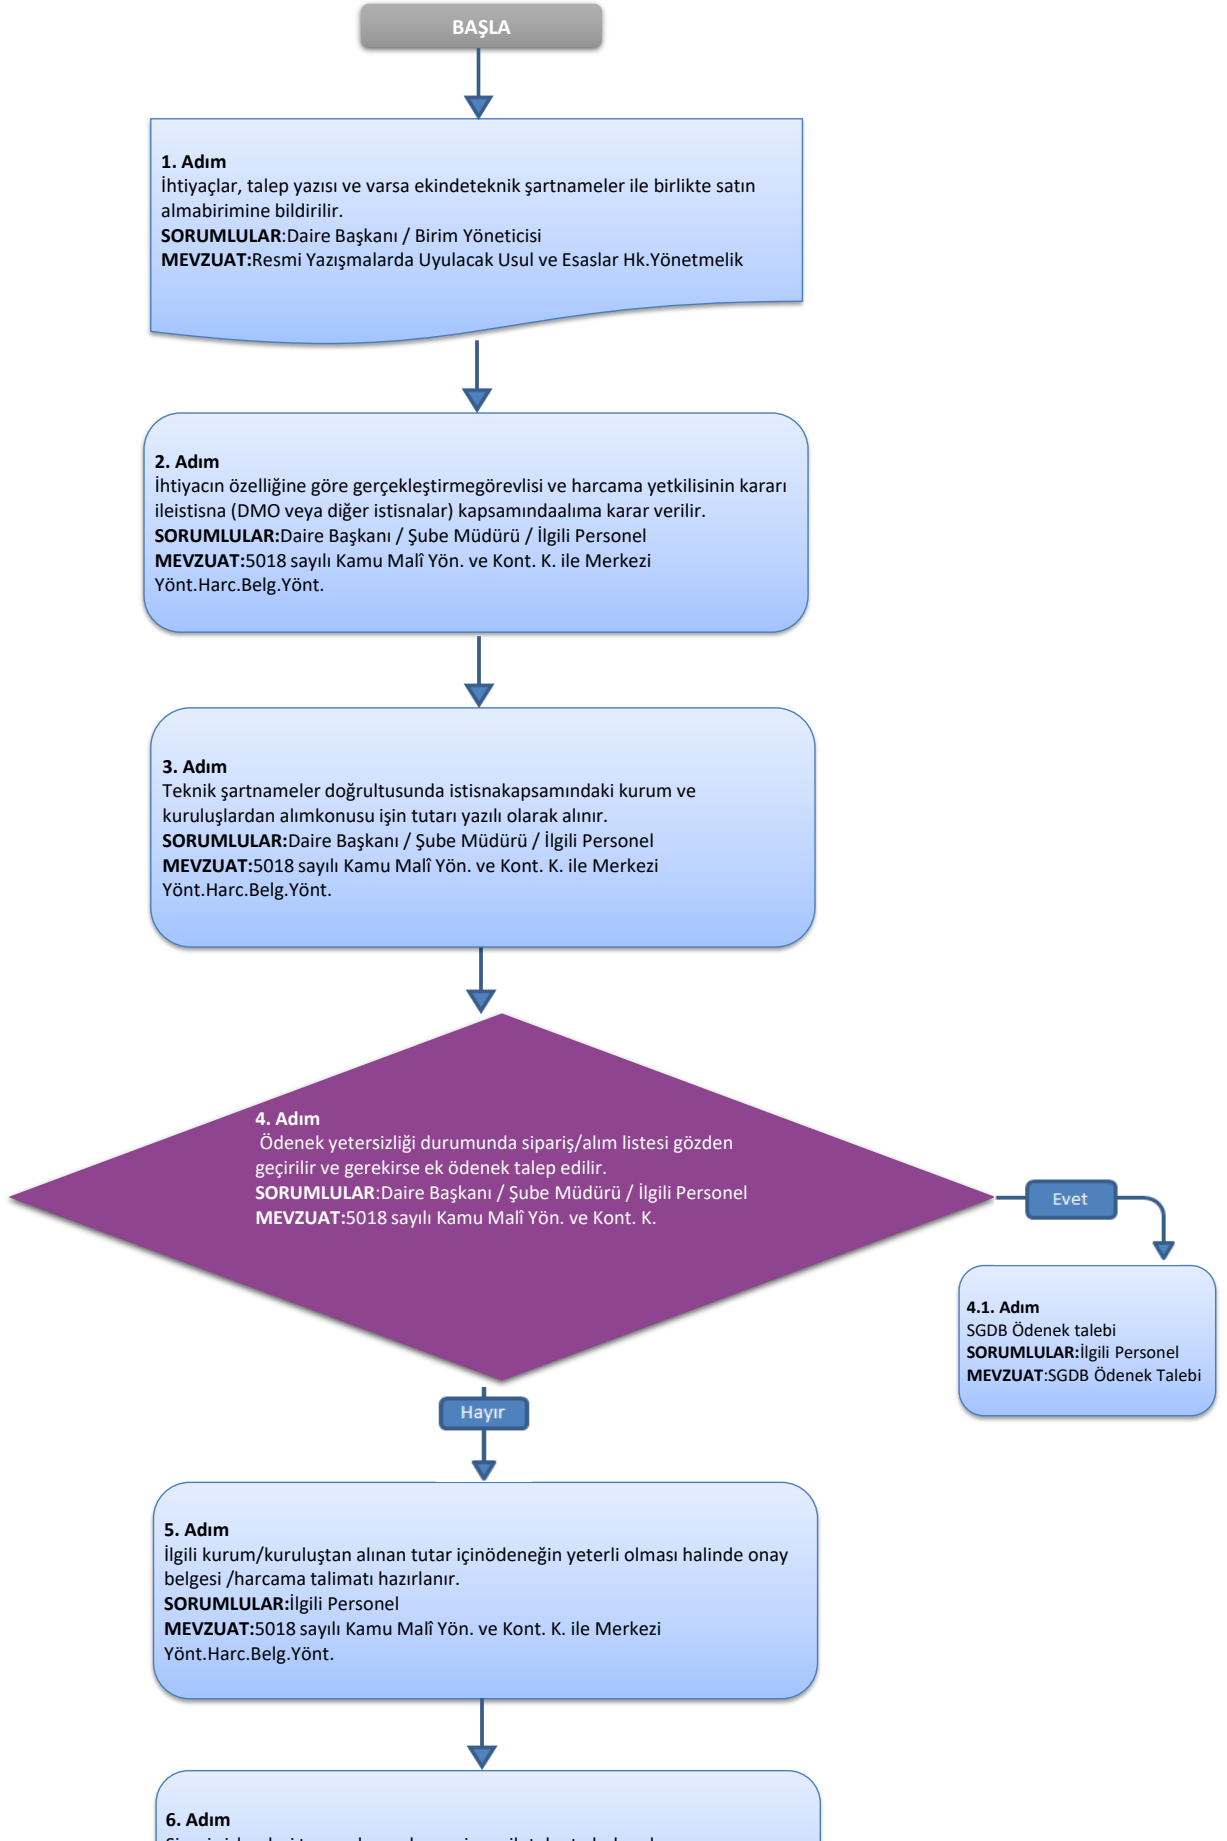 BAŞLA
1. Adım
İhtiyaçlar, talep yazısı ve varsa ekindeteknik şartnameler ile birlikte satın
almabirimine bildirilir.
SORUMLULAR:Daire Başkanı / Birim Yöneticisi
MEVZUAT:Resmi Yazışmalarda Uyulacak Usul ve Esaslar Hk.Yönetmelik
2. Adım
İhtiyacın özelliğine göre gerçekleştirmegörevlisi ve harcama yetkilisinin kararı
ileistisna (DMO veya diğer istisnalar) kapsamındaalıma karar verilir.
SORUMLULAR:Daire Başkanı / Şube Müdürü / İlgili Personel
MEVZUAT:5018 sayılı Kamu Malî Yön. ve Kont. K. ile Merkezi
Yönt.Harc.Belg.Yönt.
3. Adım
Teknik şartnameler doğrultusunda istisnakapsamındaki kurum ve
kuruluşlardan alımkonusu işin tutarı yazılı olarak alınır.
SORUMLULAR:Daire Başkanı / Şube Müdürü / İlgili Personel
MEVZUAT:5018 sayılı Kamu Malî Yön. ve Kont. K. ile Merkezi
Yönt.Harc.Belg.Yönt.
4. Adım
Ödenek yetersizliği durumunda sipariş/alım listesi gözden
geçirilir ve gerekirse ek ödenek talep edilir.
SORUMLULAR:Daire Başkanı / Şube Müdürü / İlgili Personel
MEVZUAT:5018 sayılı Kamu Malî Yön. ve Kont. K.
Evet
4.1. Adım
SGDB Ödenek talebi
SORUMLULAR:İlgili Personel
MEVZUAT:SGDB Ödenek Talebi
Hayır
5. Adım
İlgili kurum/kuruluştan alınan tutar içinödeneğin yeterli olması halinde onay
belgesi /harcama talimatı hazırlanır.
SORUMLULAR:İlgili Personel
MEVZUAT:5018 sayılı Kamu Malî Yön. ve Kont. K. ile Merkezi
Yönt.Harc.Belg.Yönt.
6. Adım